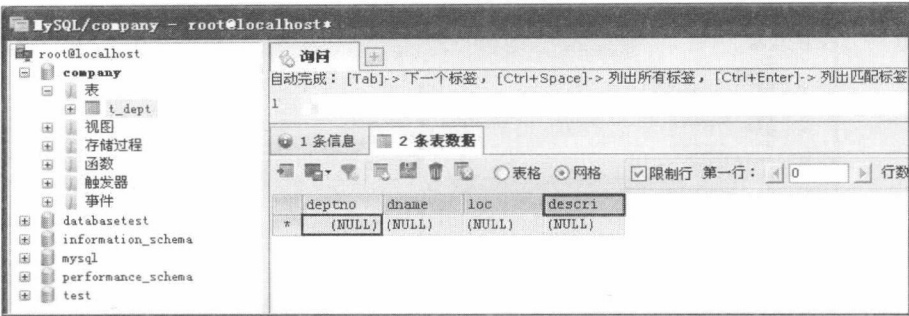 MySQL/company - root@localhost*
root@localhost
company
表
t_dept
视图
存储过程
函数
触发器
事件
databasetest
information_schema
mysql
performance_schema
test
询问
自动完成: [Tab]-> 下一个标签, [Ctrl+Space]-> 列出所有标签, [Ctrl+Enter]-> 列出匹配标签
1
1 条信息 2 条表数据
表格 网格 限制行 第一行: 0 行数
deptno dname loc descri
* (NULL) (NULL) (NULL) (NULL)